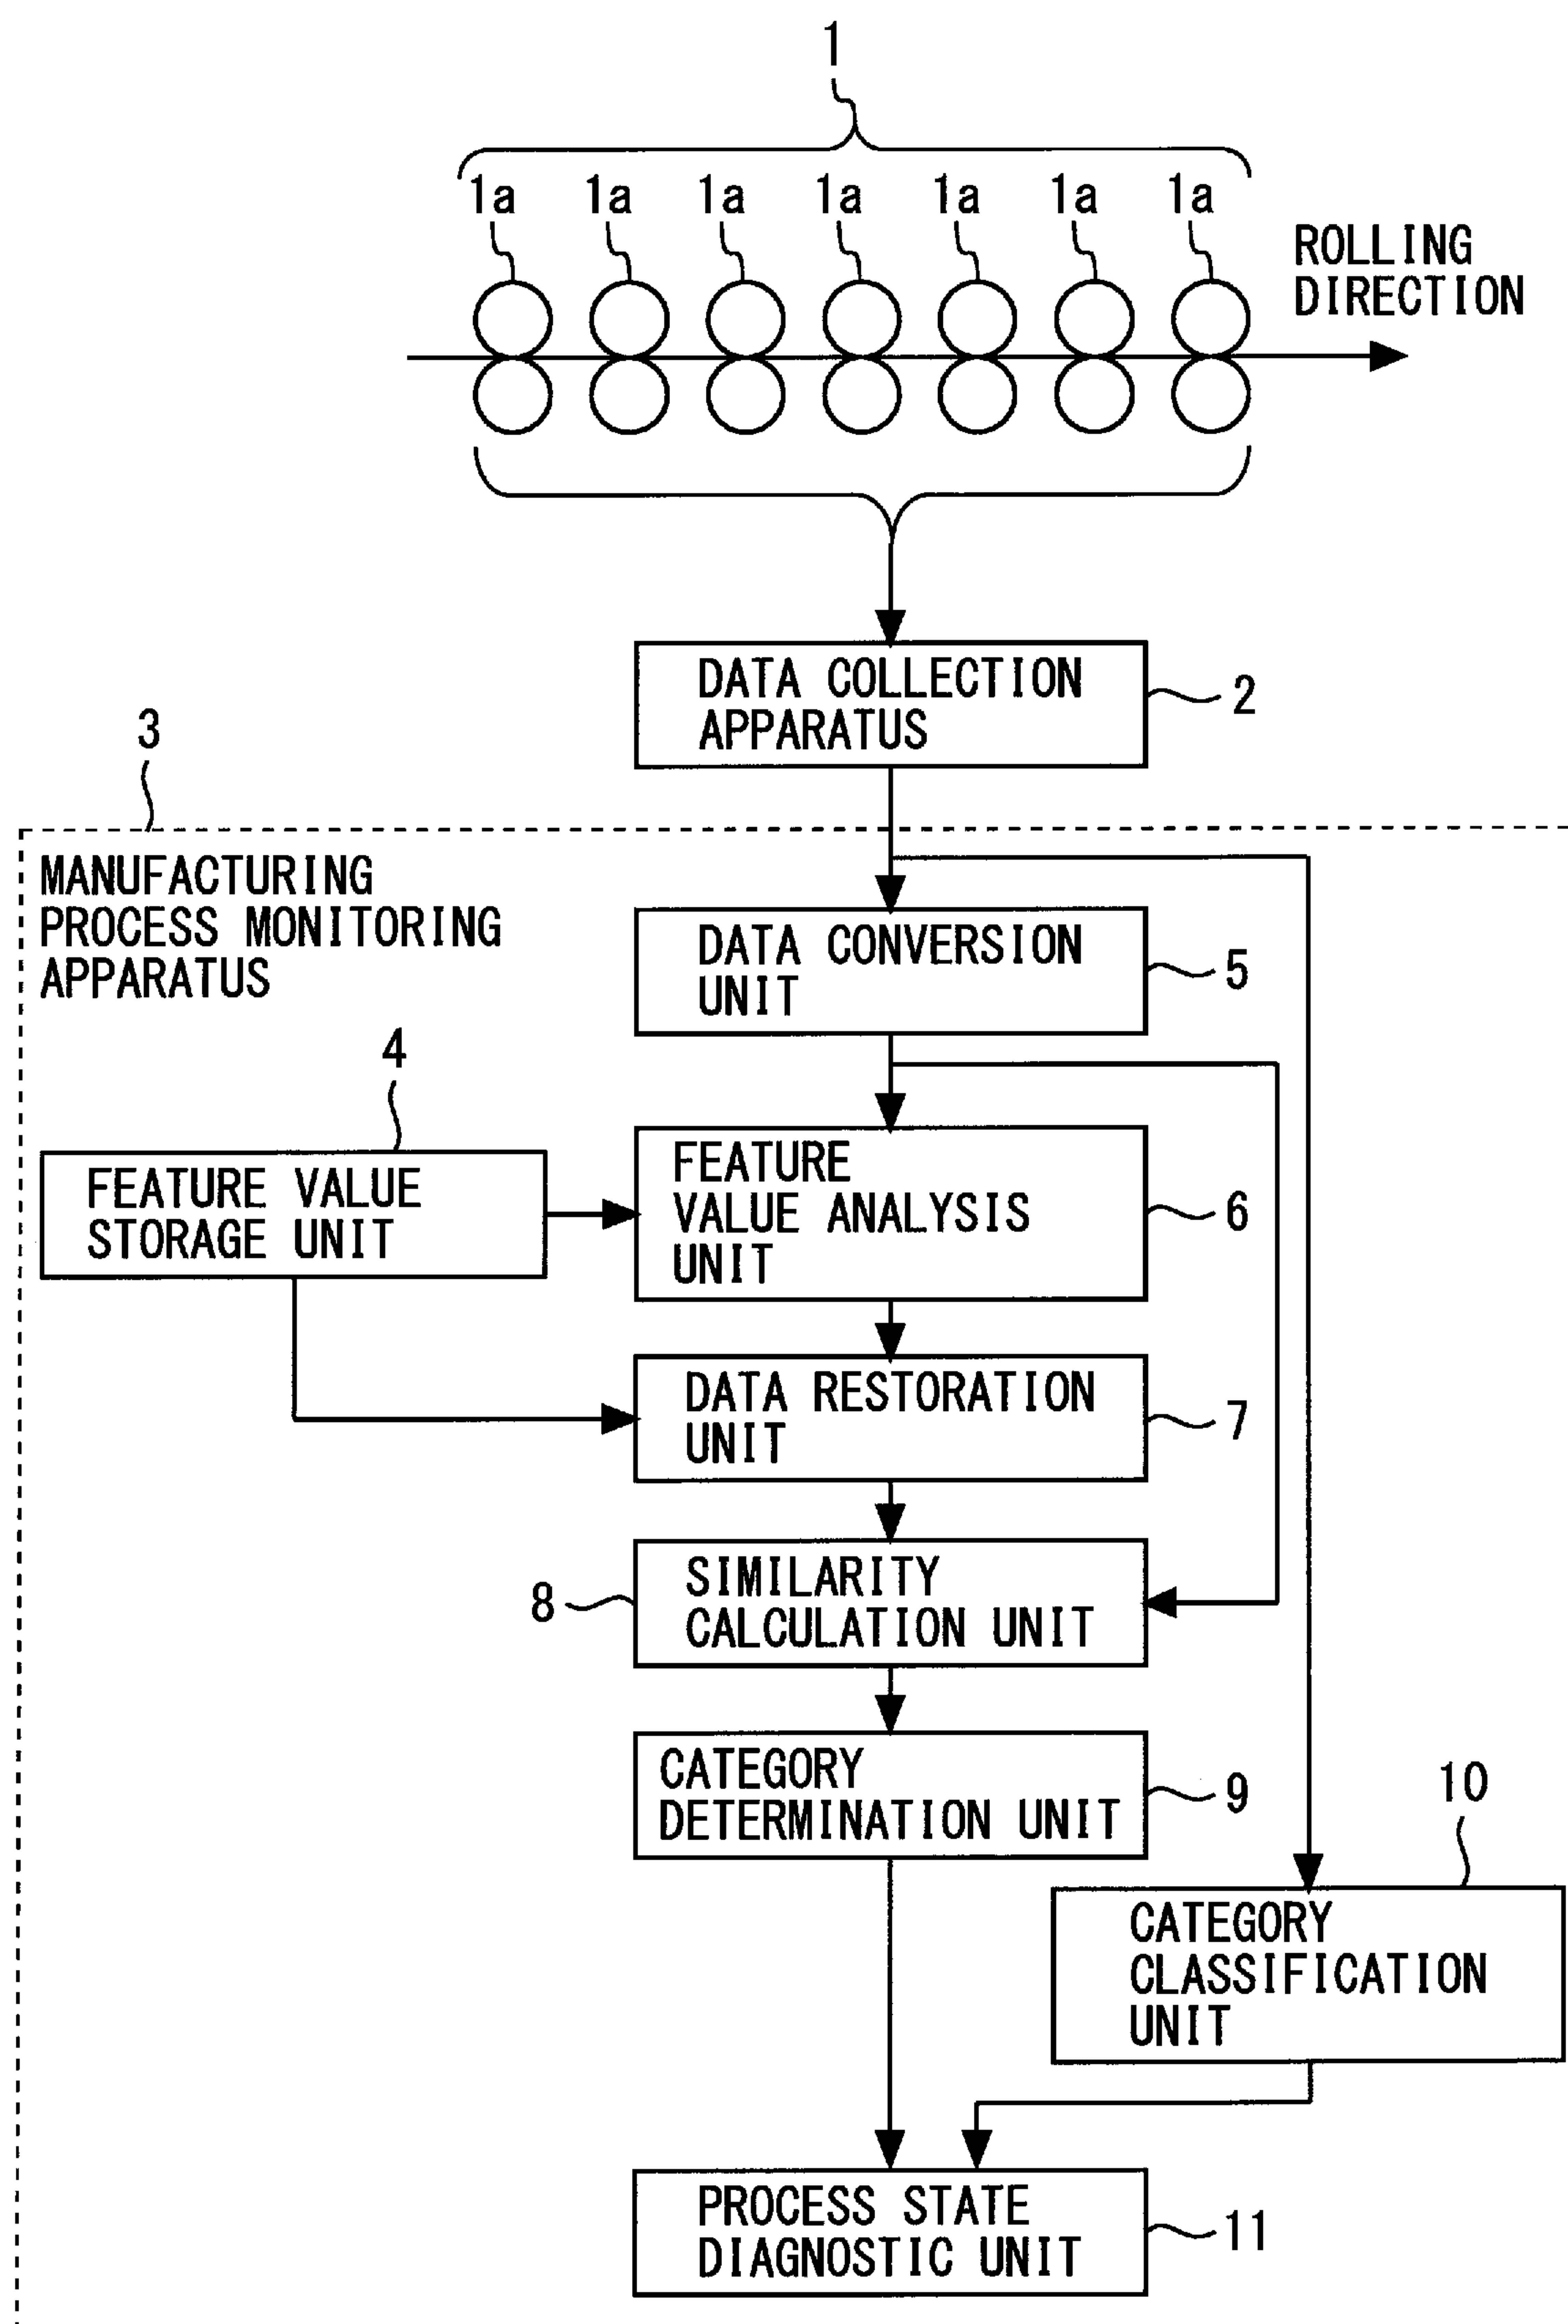 1
1a 1a 1a 1a 1a 1a 1a
ROLLING
DIRECTION
DATA COLLECTION
APPARATUS
2
3
MANUFACTURING
PROCESS MONITORING
APPARATUS
DATA CONVERSION
UNIT
5
4
FEATURE VALUE
STORAGE UNIT
FEATURE
VALUE ANALYSIS
UNIT
6
DATA RESTORATION
UNIT
7
8
SIMILARITY
CALCULATION UNIT
CATEGORY
DETERMINATION UNIT
9
10
CATEGORY
CLASSIFICATION
UNIT
PROCESS STATE
DIAGNOSTIC UNIT
11